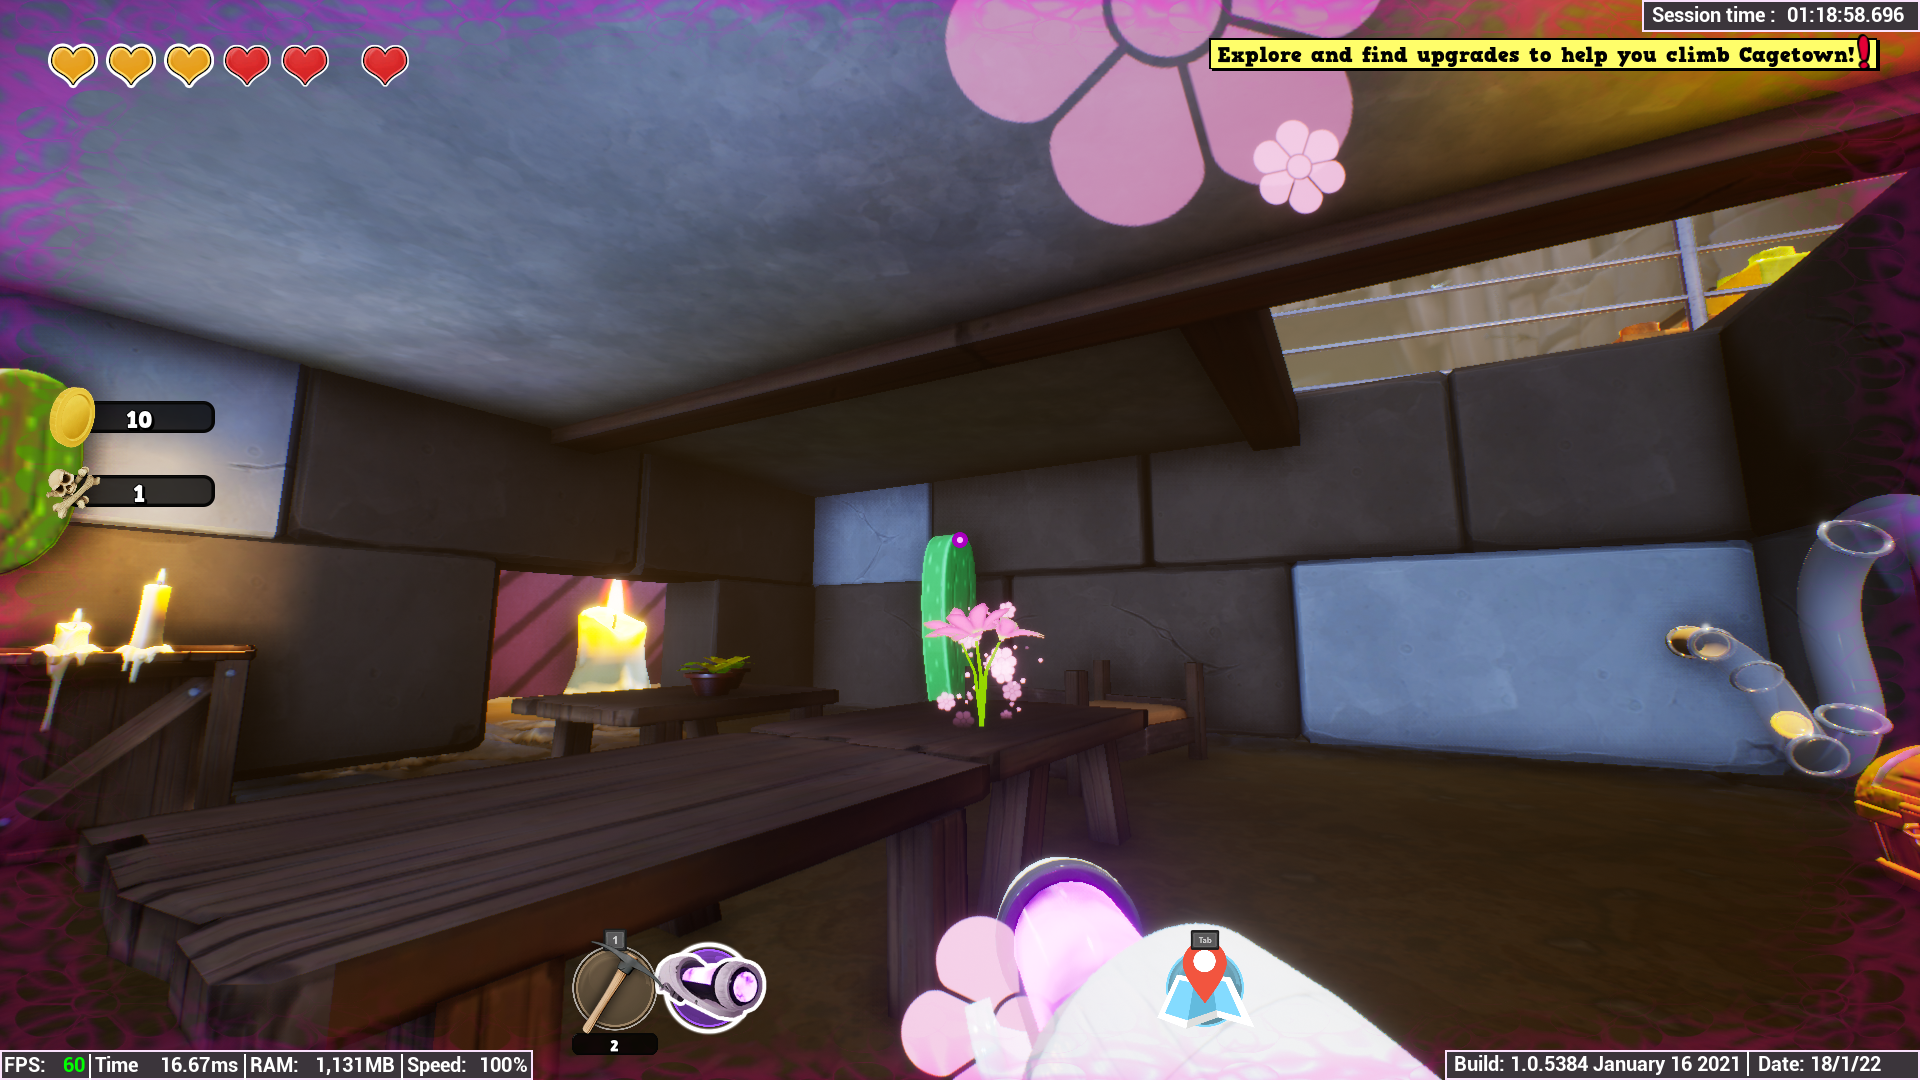 Session time : 01:18:58.696
Explore and find upgrades to help you climb Cagetown!
10
1
1
Tab
2
FPS: 60 Time 16.67ms RAM: 1,131MB Speed: 100%
Build: 1.0.5384 January 16 2021 Date: 18/1/22